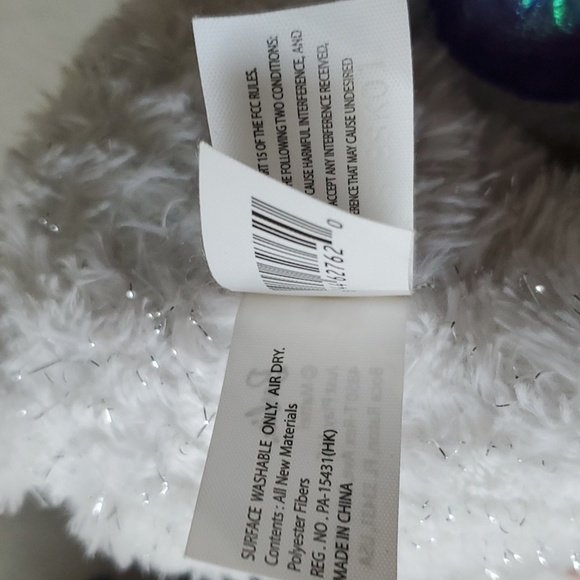 15 OF THE FCC RULES.
FOLLOWING TWO CONDITIONS:
CAUSE HARMFUL INTERFERENCE, AND
ACCEPT ANY INTERFERENCE RECEIVED,
THAT MAY CAUSE UNDESIRED
62762 0
SURFACE WASHABLE ONLY. AIR DRY.
Contents : All New Materials
Polyester Fibers
REG . NO . PA-15431(HK)
MADE IN CHINA